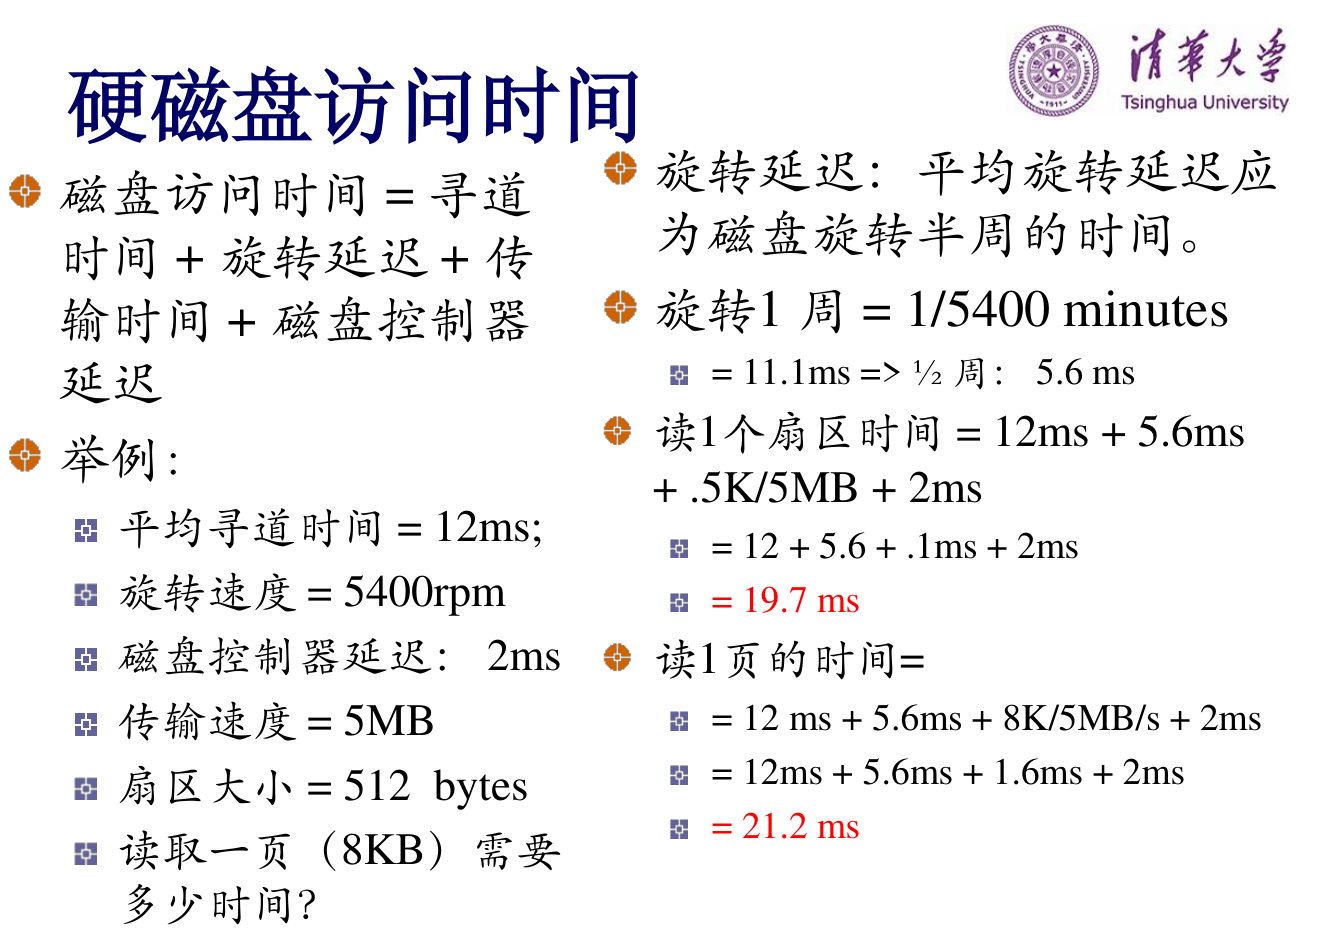 清华大学
Tsinghua University
硬磁盘访问时间
磁盘访问时间 = 寻道
时间 + 旋转延迟 + 传
输时间 + 磁盘控制器
延迟
举例：
平均寻道时间 = 12ms;
旋转速度 = 5400rpm
磁盘控制器延迟： 2ms
传输速度 = 5MB
扇区大小 = 512 bytes
读取一页（8KB）需要
多少时间?
旋转延迟：平均旋转延迟应
为磁盘旋转半周的时间。
旋转1 周 = 1/5400 minutes
= 11.1ms => ½ 周： 5.6 ms
读1个扇区时间 = 12ms + 5.6ms
+ .5K/5MB + 2ms
= 12 + 5.6 + .1ms + 2ms
= 19.7 ms
读1页的时间=
= 12 ms + 5.6ms + 8K/5MB/s + 2ms
= 12ms + 5.6ms + 1.6ms + 2ms
= 21.2 ms